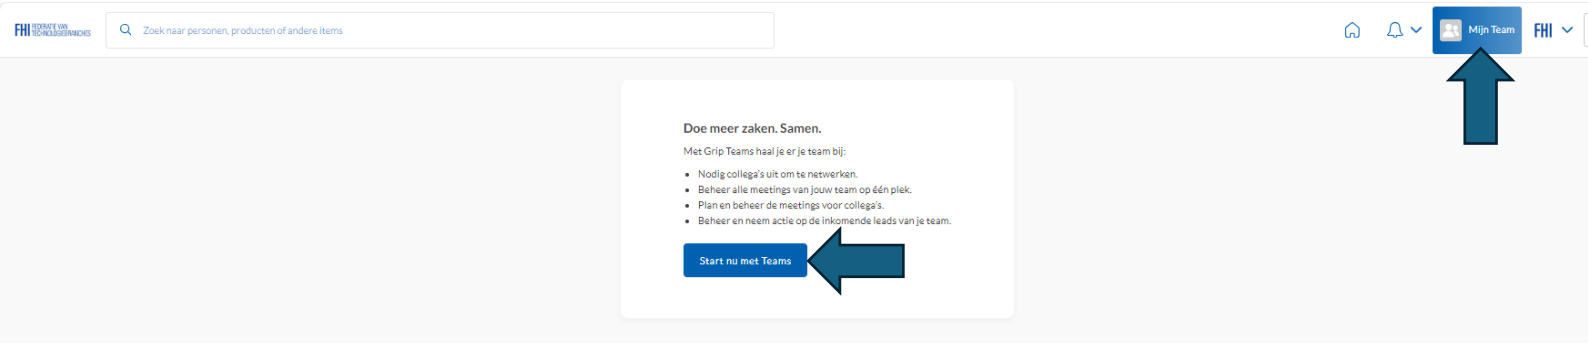 FHI FEDERATIE VAN
TECHNOLOGIEBRANCHES
Zoek naar personen, producten of andere items
Mijn Team
FHI
Doe meer zaken. Samen.
Met Grip Teams haal je er je team bij:
Nodig collega's uit om te netwerken.
Beheer alle meetings van jouw team op één plek.
Plan en beheer de meetings voor collega's.
Beheer en neem actie op de inkomende leads van je team.
Start nu met Teams